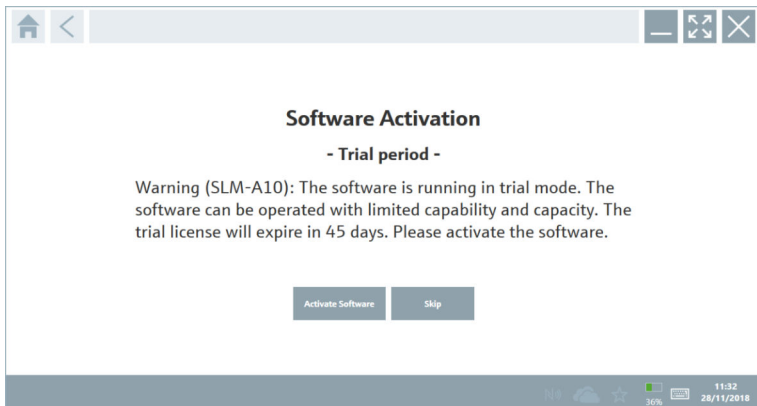 Software Activation
- Trial period -
Warning (SLM-A10): The software is running in trial mode. The
software can be operated with limited capability and capacity. The
trial license will expire in 45 days. Please activate the software.
Activate Software Skip
36%
11:32
28/11/2018